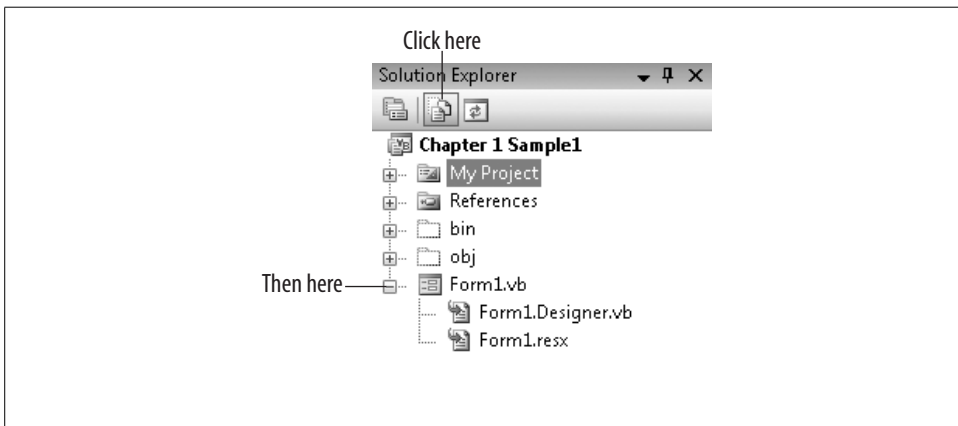 Click here
Solution Explorer
Chapter 1 Sample1
My Project
References
bin
obj
Then here
Form1.vb
Form1.Designer.vb
Form1.resx